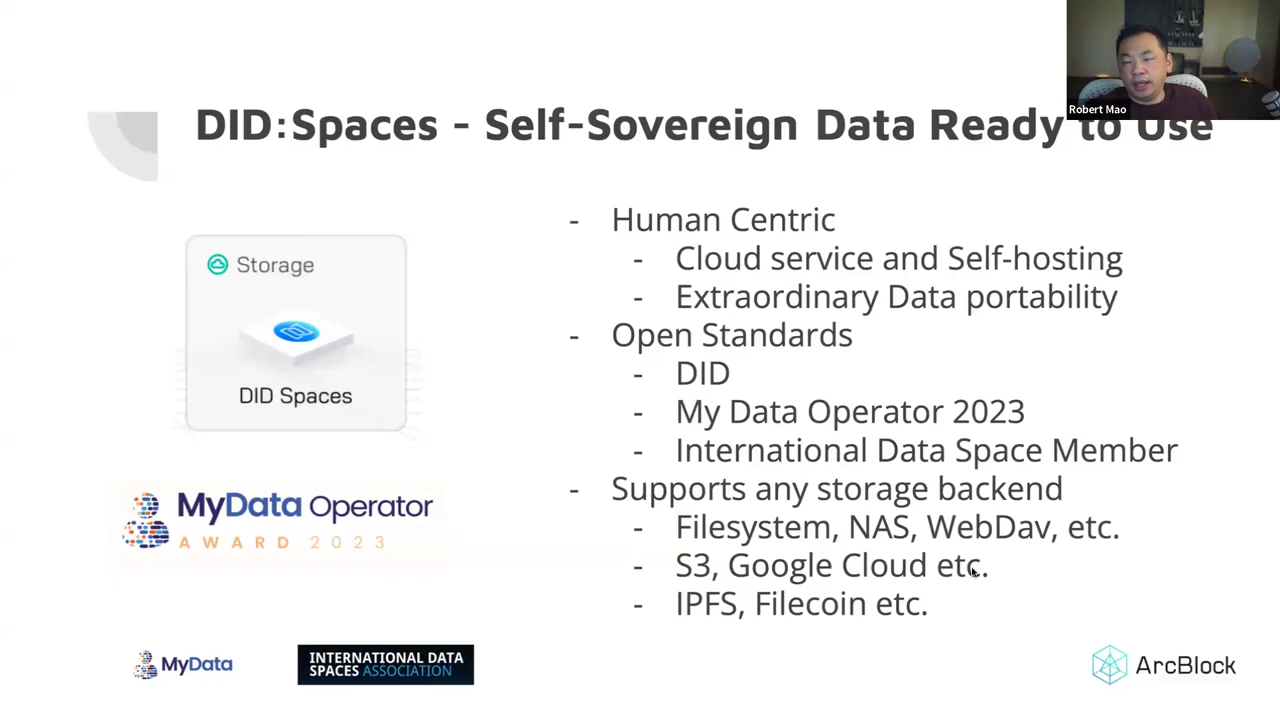 Robert Mao
DID:Spaces - Self-Sovereign Data Ready to Use
Storage
DID Spaces
MyData Operator
AWARD 2023
- Human Centric
- Cloud service and Self-hosting
- Extraordinary Data portability
- Open Standards
- DID
- My Data Operator 2023
- International Data Space Member
- Supports any storage backend
- Filesystem, NAS, WebDav, etc.
- S3, Google Cloud etc.
- IPFS, Filecoin etc.
MyData
INTERNATIONAL DATA
SPACES ASSOCIATION
ArcBlock